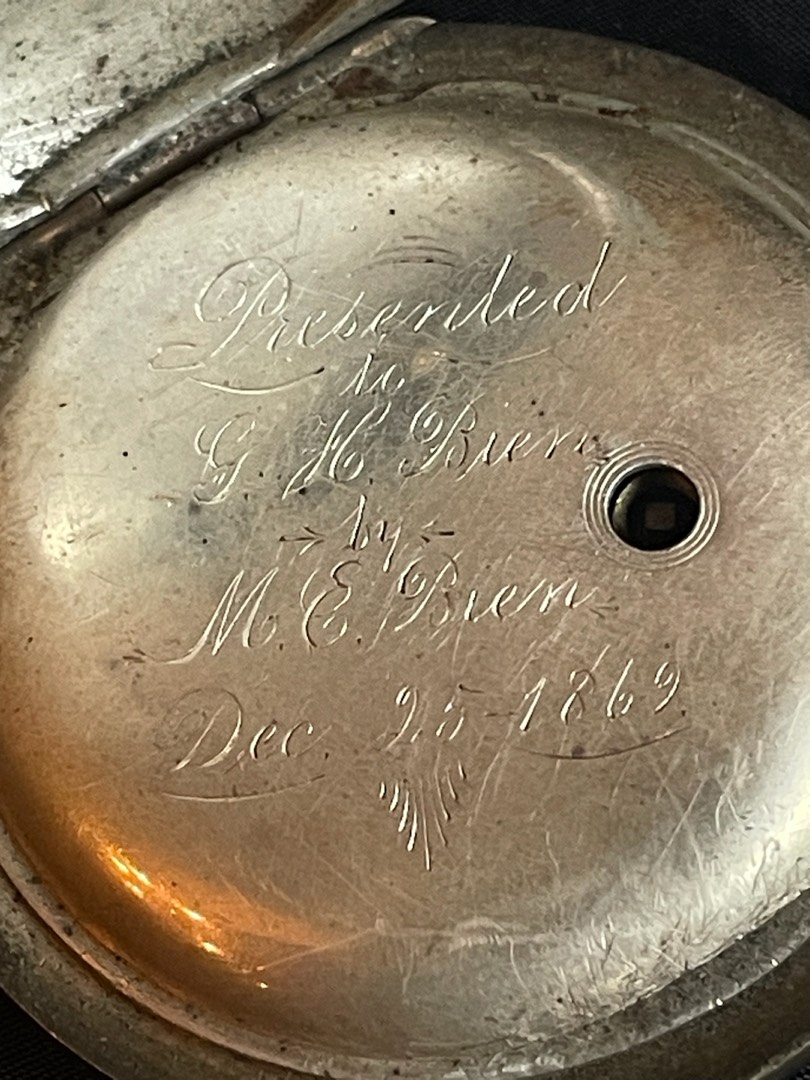 Presented
to
G. H. Bien
by
M. E. Bien
Dec. 25-1869